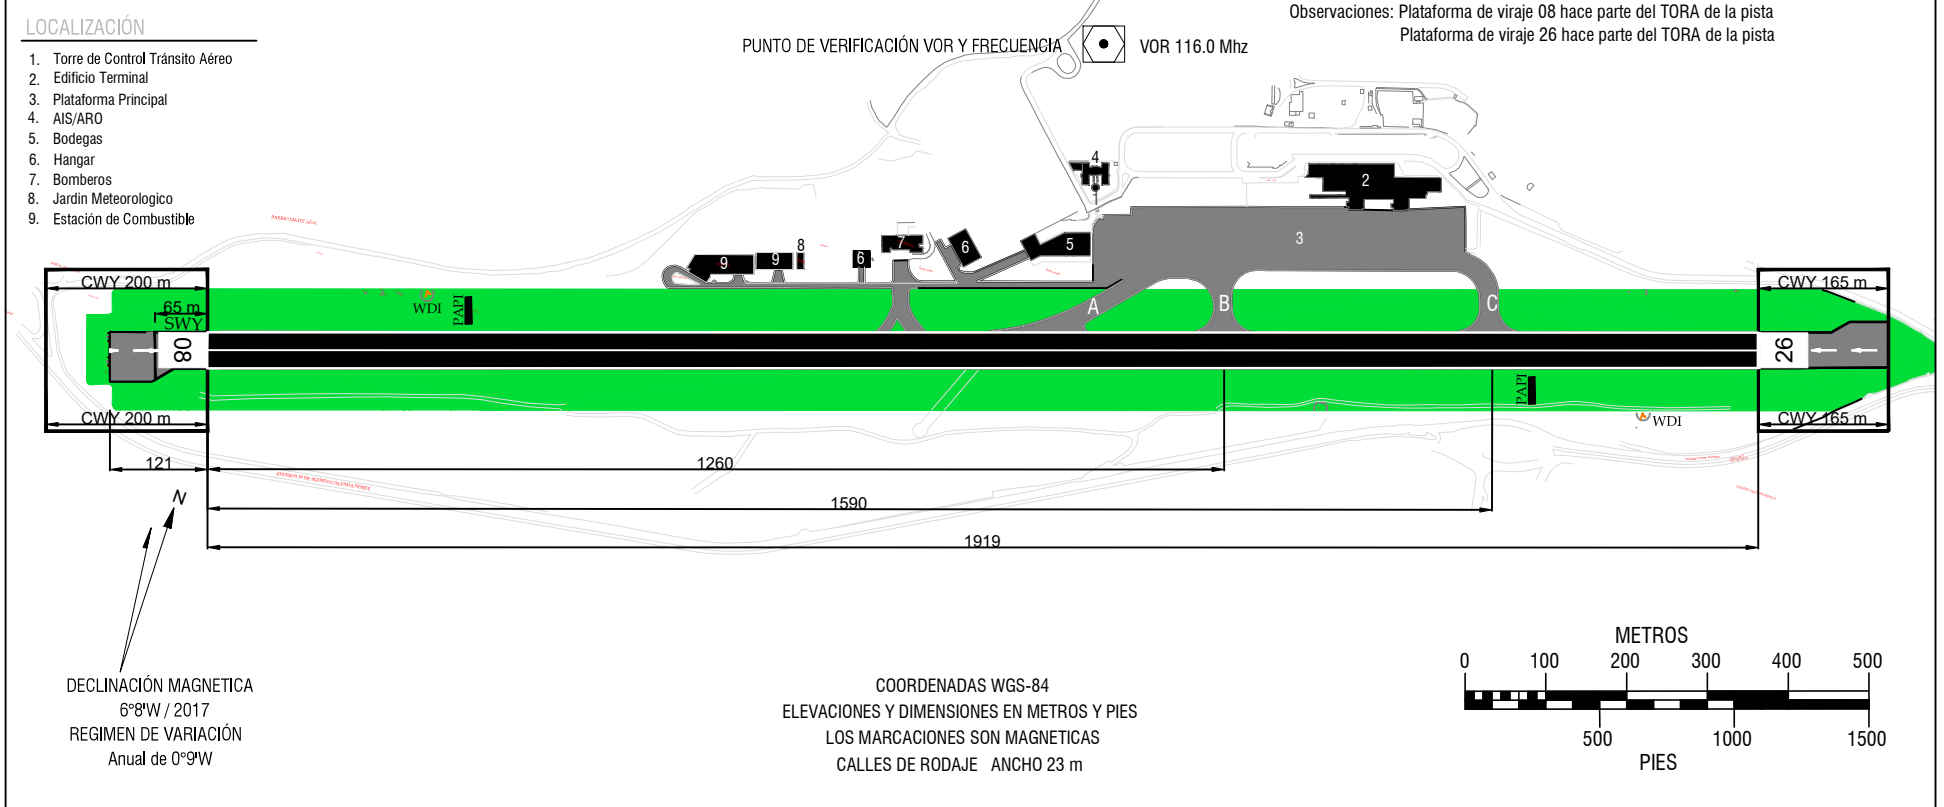 Observaciones: Plataforma de viraje 08 hace parte del TORA de la pista
Plataforma de viraje 26 hace parte del TORA de la pista
LOCALIZACIÓN
1. Torre de Control Tránsito Aéreo
2. Edificio Terminal
3. Plataforma Principal
4. AIS/ARO
5. Bodegas
6. Hangar
7. Bomberos
8. Jardin Meteorologico
9. Estación de Combustible
PUNTO DE VERIFICACIÓN VOR Y FRECUENCIA
VOR 116.0 Mhz
4
2
1
3
7
6
5
8
9
9
6
CWY 200 m
CWY 165 m
65 m
SWY
WDI
PAPI
A
B
C
08
26
PAPI
WDI
CWY 200 m
CWY 165 m
121
1260
1590
1919
N
DECLINACIÓN MAGNETICA
6°8'W / 2017
REGIMEN DE VARIACIÓN
Anual de 0°9'W
COORDENADAS WGS-84
ELEVACIONES Y DIMENSIONES EN METROS Y PIES
LOS MARCACIONES SON MAGNETICAS
CALLES DE RODAJE ANCHO 23 m
METROS
0 100 200 300 400 500
500 1000 1500
PIES